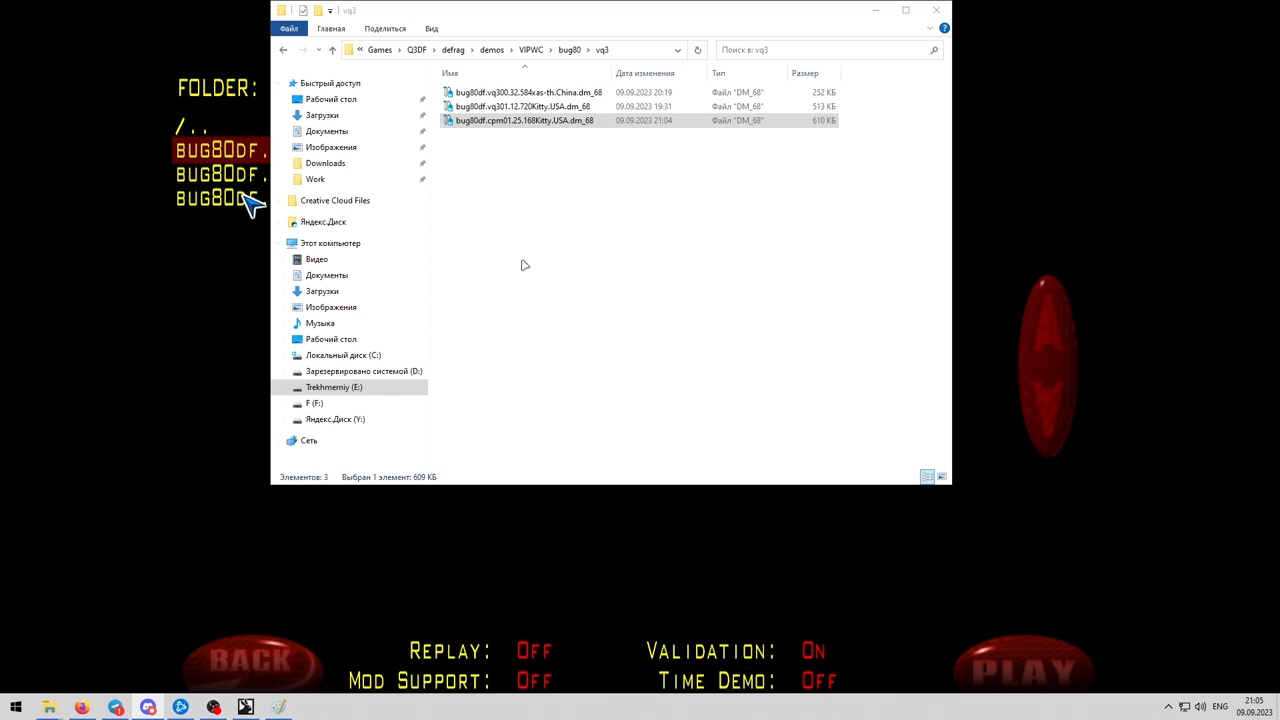 vq3
Файл Главная Поделиться Вид
« Games Q3DF defrag demos VIPWC bug80 vq3
Поиск в: vq3
Имя Дата изменения Тип Размер
bug80df.vq300.32.584xas-th.China.dm_68 09.09.2023 20:19 Файл "DM_68" 252 КБ
bug80df.vq301.12.720Kitty.USA.dm_68 09.09.2023 19:31 Файл "DM_68" 513 КБ
bug80df.cpm01.25.168Kitty.USA.dm_68 09.09.2023 21:04 Файл "DM_68" 610 КБ
Быстрый доступ
Рабочий стол
Загрузки
Документы
Изображения
Downloads
Work
Creative Cloud Files
Яндекс.Диск
Этот компьютер
Видео
Документы
Загрузки
Изображения
Музыка
Рабочий стол
Локальный диск (C:)
Зарезервировано системой (D:)
Trekhmerniy (E:)
F (F:)
Яндекс.Диск (Y:)
Сеть
Элементов: 3 Выбран 1 элемент: 609 КБ
FOLDER:
/..
BUG80DF.
BUG80DF.
BUG80DF.
BACK
REPLAY: OFF VALIDATION: ON
MOD SUPPORT: OFF TIME DEMO: OFF
PLAY
ENG
21:05
09.09.2023